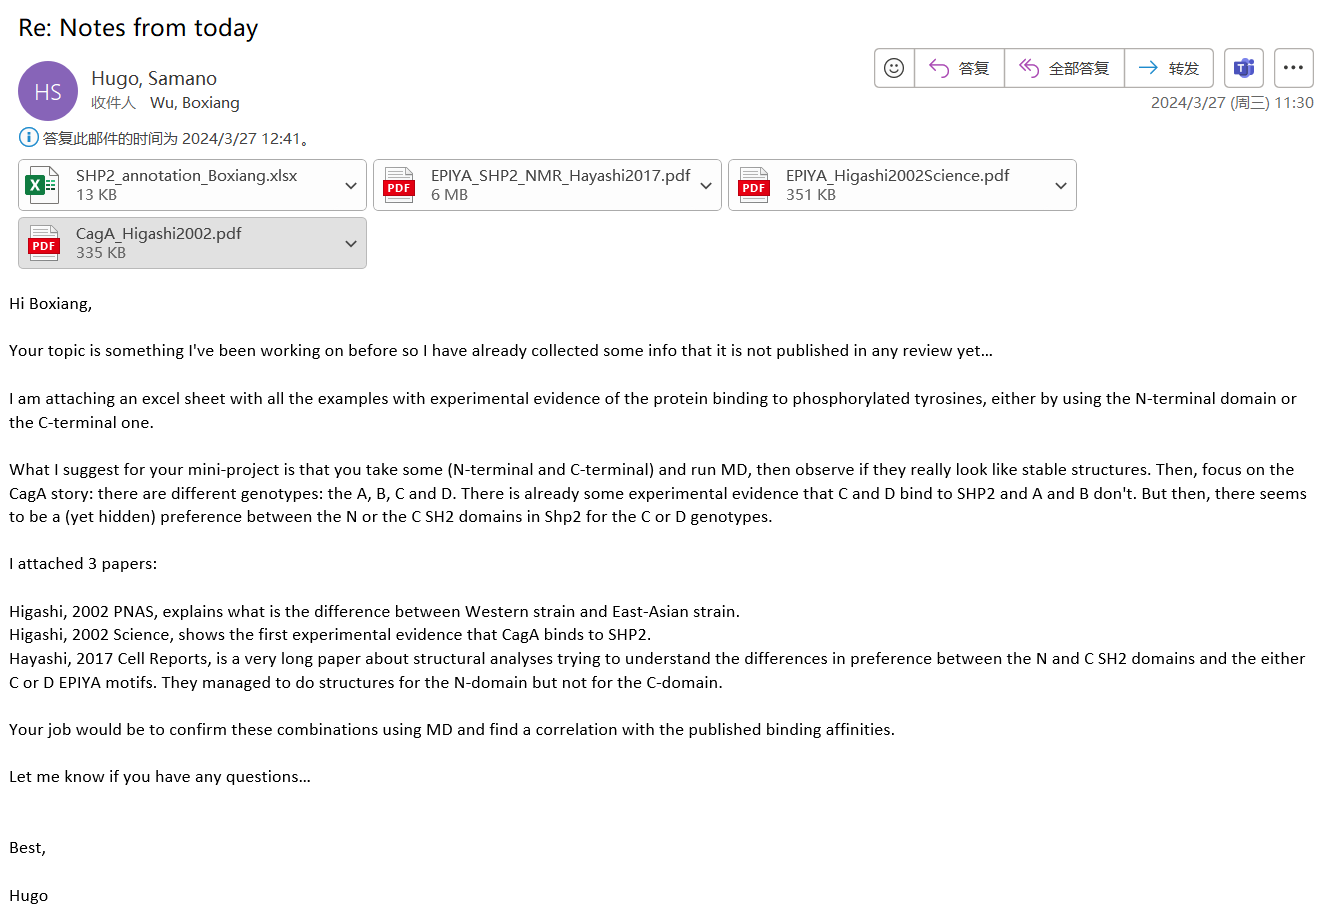 Re: Notes from today
HS
Hugo, Samano
收件人 Wu, Boxiang
答复
全部答复
转发
2024/3/27 (周三) 11:30
答复此邮件的时间为 2024/3/27 12:41。
SHP2_annotation_Boxiang.xlsx
13 KB
PDF
EPIYA_SHP2_NMR_Hayashi2017.pdf
6 MB
PDF
EPIYA_Higashi2002Science.pdf
351 KB
PDF
CagA_Higashi2002.pdf
335 KB
Hi Boxiang,
Your topic is something I've been working on before so I have already collected some info that it is not published in any review yet...
I am attaching an excel sheet with all the examples with experimental evidence of the protein binding to phosphorylated tyrosines, either by using the N-terminal domain or
the C-terminal one.
What I suggest for your mini-project is that you take some (N-terminal and C-terminal) and run MD, then observe if they really look like stable structures. Then, focus on the
CagA story: there are different genotypes: the A, B, C and D. There is already some experimental evidence that C and D bind to SHP2 and A and B don't. But then, there seems
to be a (yet hidden) preference between the N or the C SH2 domains in Shp2 for the C or D genotypes.
I attached 3 papers:
Higashi, 2002 PNAS, explains what is the difference between Western strain and East-Asian strain.
Higashi, 2002 Science, shows the first experimental evidence that CagA binds to SHP2.
Hayashi, 2017 Cell Reports, is a very long paper about structural analyses trying to understand the differences in preference between the N and C SH2 domains and the either
C or D EPIYA motifs. They managed to do structures for the N-domain but not for the C-domain.
Your job would be to confirm these combinations using MD and find a correlation with the published binding affinities.
Let me know if you have any questions...
Best,
Hugo